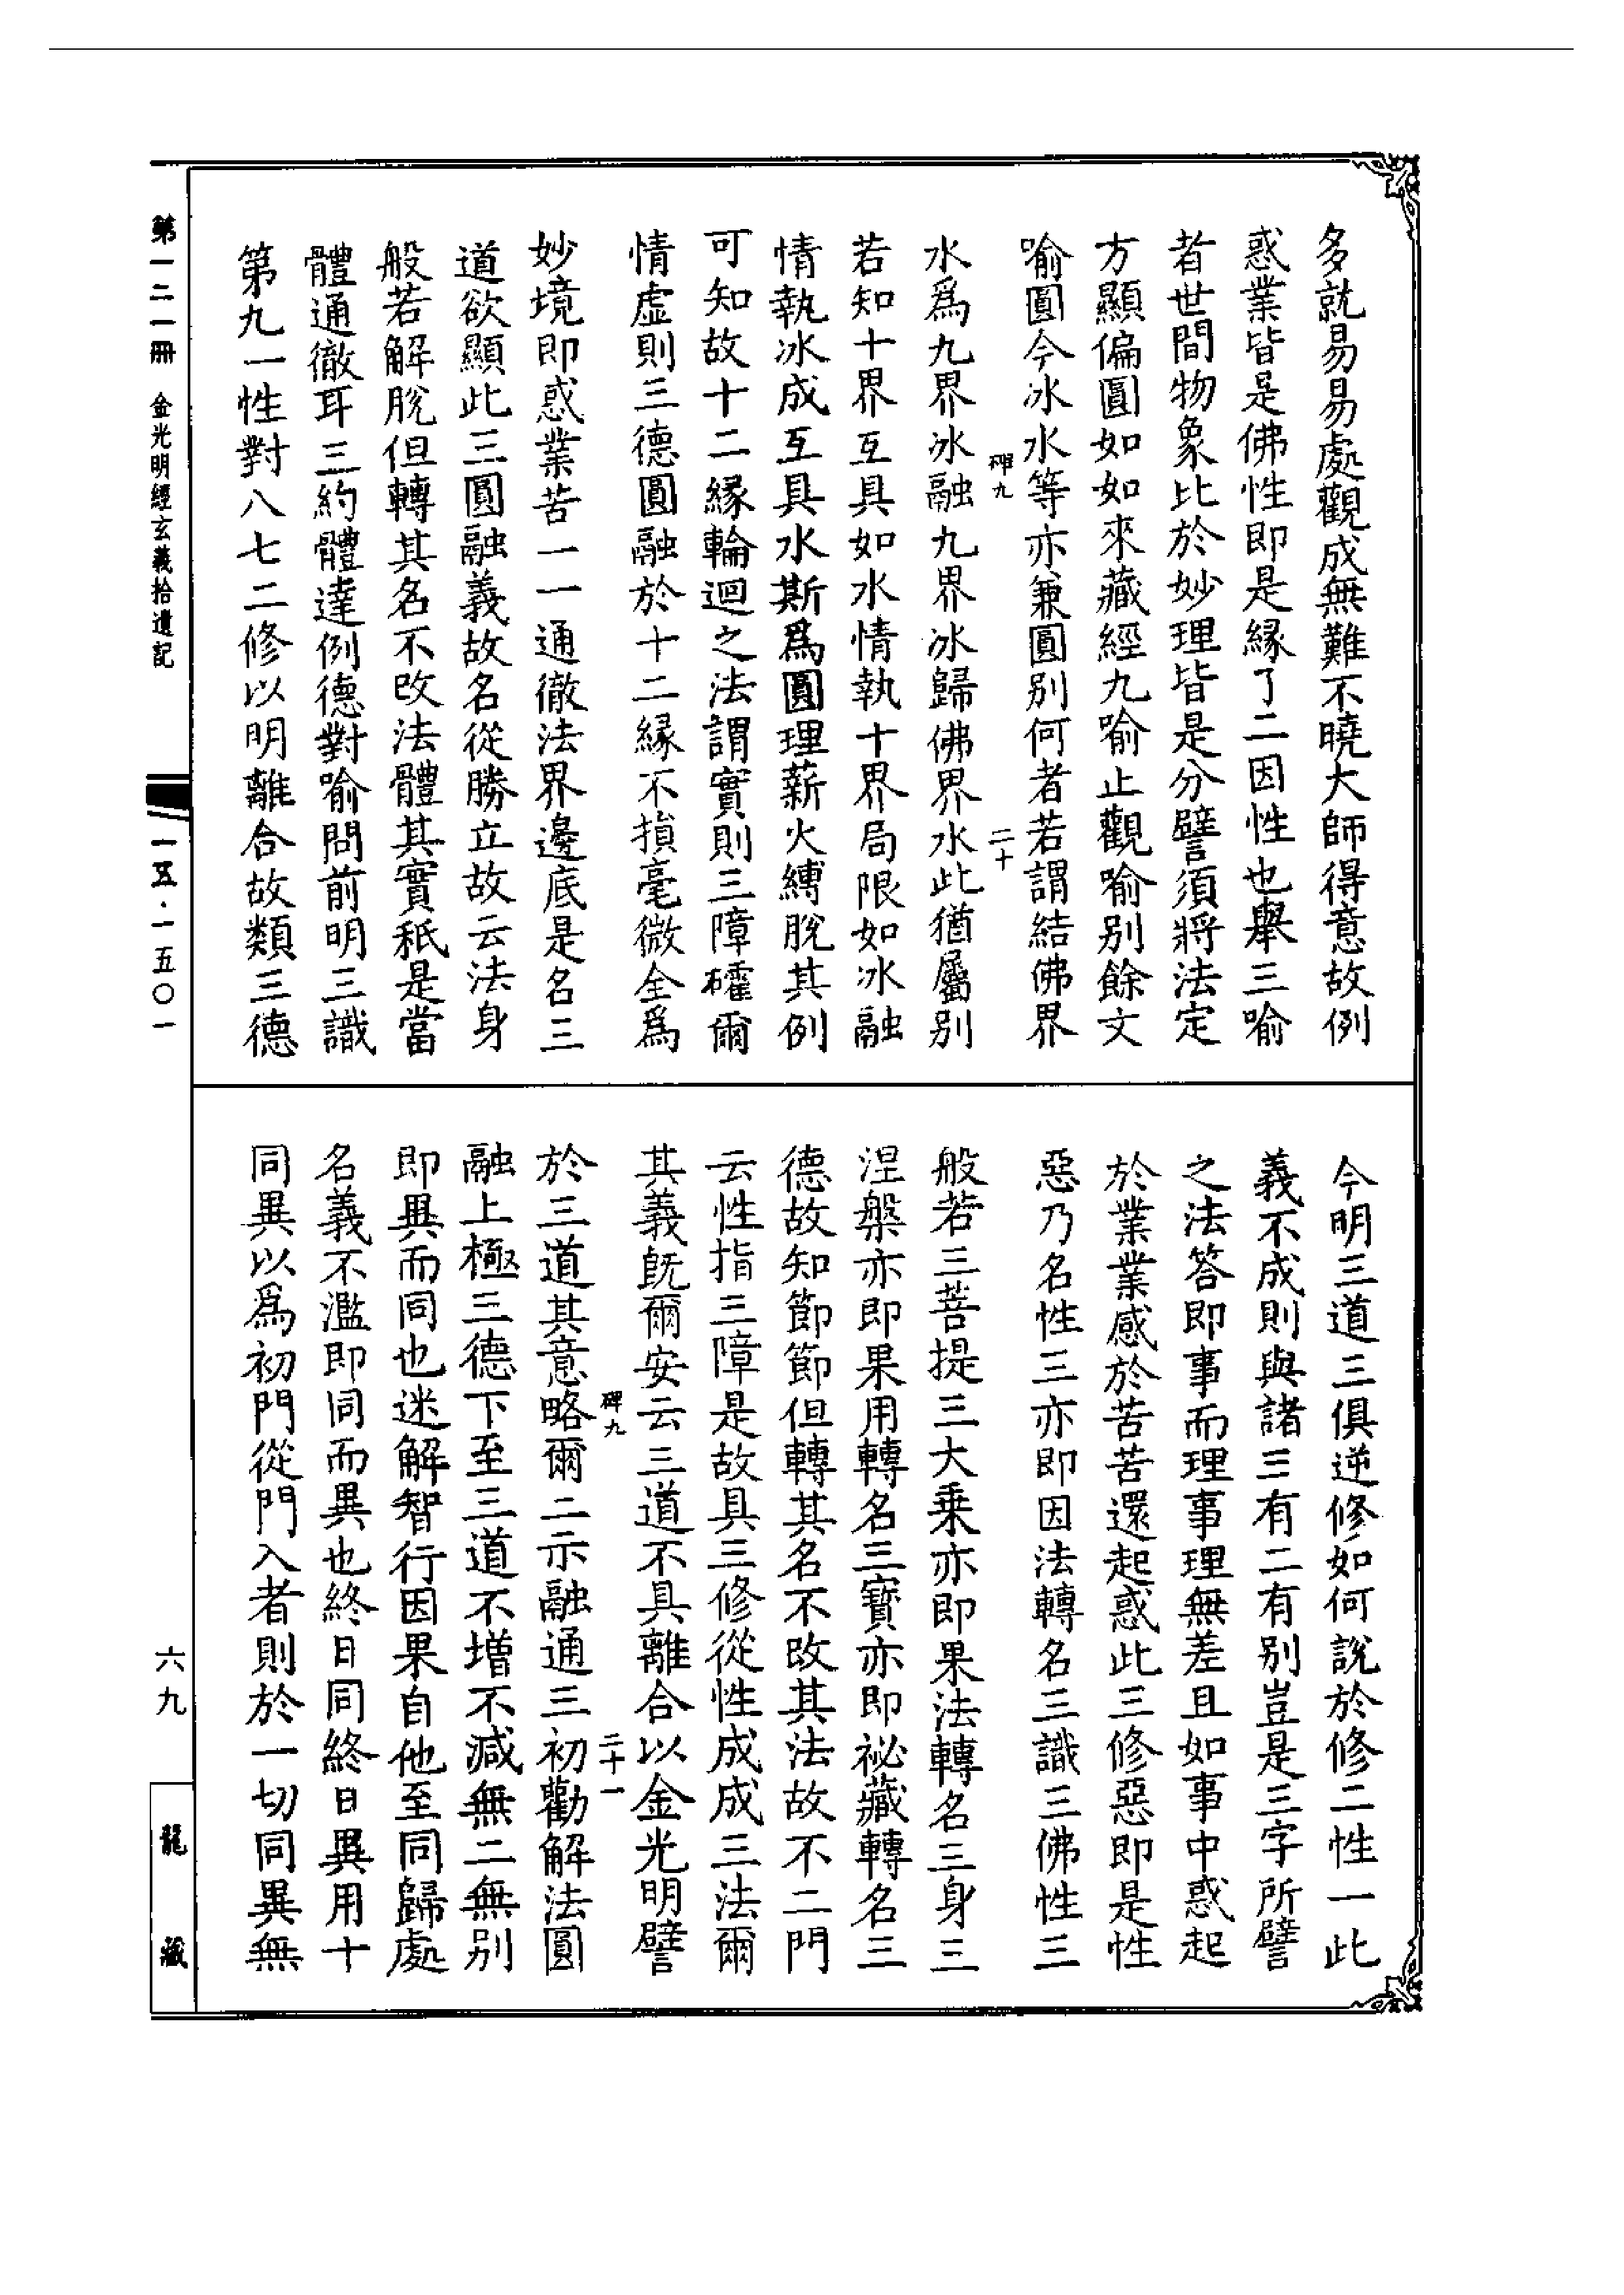 多就易易處觀成無難不曉大師得意故例
惑業皆是佛性即是緣了二因性也舉三喻
者世間物象比於妙理皆是分譬須將法定
方顯偏圓如如來藏經九喻止觀喻別餘文
喻圓今冰水等亦兼圓別何者若謂結佛界
碑九
二十
水爲九界冰融九界冰歸佛界水此猶屬別
若知十界互具如水情執十界局限如冰融
情執冰成互具水斯爲圓理薪火縛脫其例
可知故十二緣輪迴之法謂實則三障礭爾
情虛則三德圓融於十二緣不損毫微全爲
妙境即惑業苦一一通徹法界邊底是名三
道欲顯此三圓融義故名從勝立故云法身
般若解脫但轉其名不改法體其實秖是當
體通徹耳三約體達例德對喻問前明三識
第九一性對八七二修以明離合故類三德
今明三道三俱逆修如何說於修二性一此
義不成則與諸三有二有別豈是三字所譬
之法答即事而理事理無差且如事中惑起
於業業感於苦苦還起惑此三修惡即是性
惡乃名性三亦即因法轉名三識三佛性三
般若三菩提三大乘亦即果法轉名三身三
涅槃亦即果用轉名三寶亦即祕藏轉名三
德故知節節但轉其名不改其法故不二門
云性指三障是故具三修從性成成三法爾
其義既爾安云三道不具離合以金光明譬
碑九
二十一
於三道其意略爾二示融通三初勸解法圓
融上極三德下至三道不增不減無二無別
即異而同也迷解智行因果自他至同歸處
名義不濫即同而異也終日同終日異用十
同異以爲初門從門入者則於一切同異無
第一二一冊 金光明經玄義拾遺記
一五·一五〇一
六九
龍藏